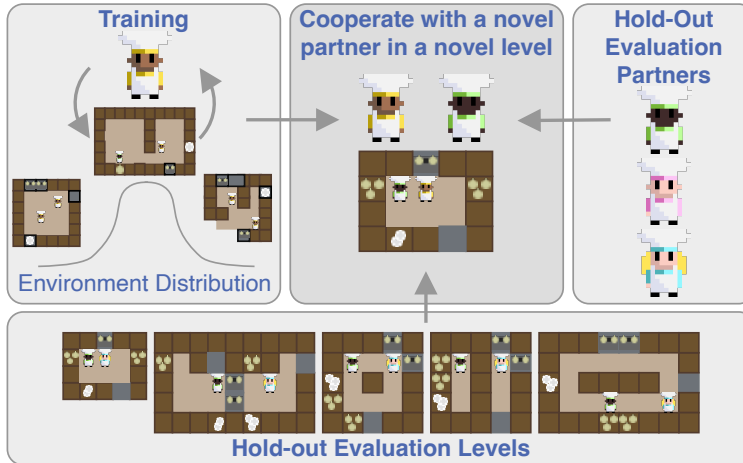 Training
Environment Distribution
Cooperate with a novel
partner in a novel level
Hold-Out
Evaluation
Partners
Hold-out Evaluation Levels